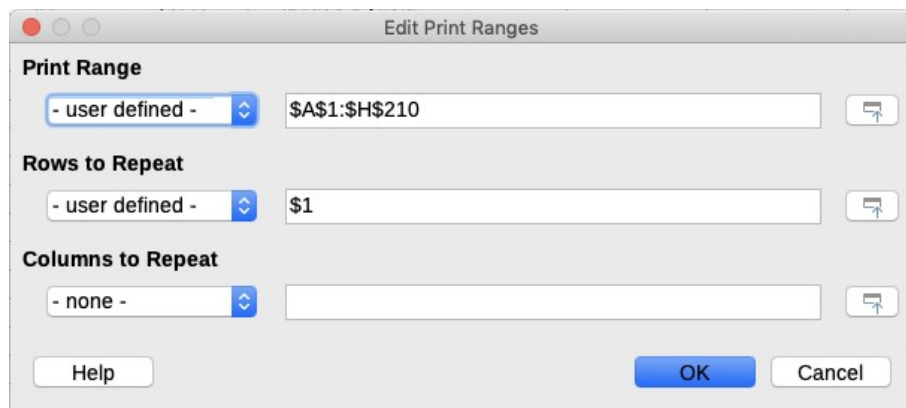 Edit Print Ranges
Print Range
- user defined -
$A$1:$H$210
Rows to Repeat
- user defined -
$1
Columns to Repeat
- none -
Help
OK
Cancel